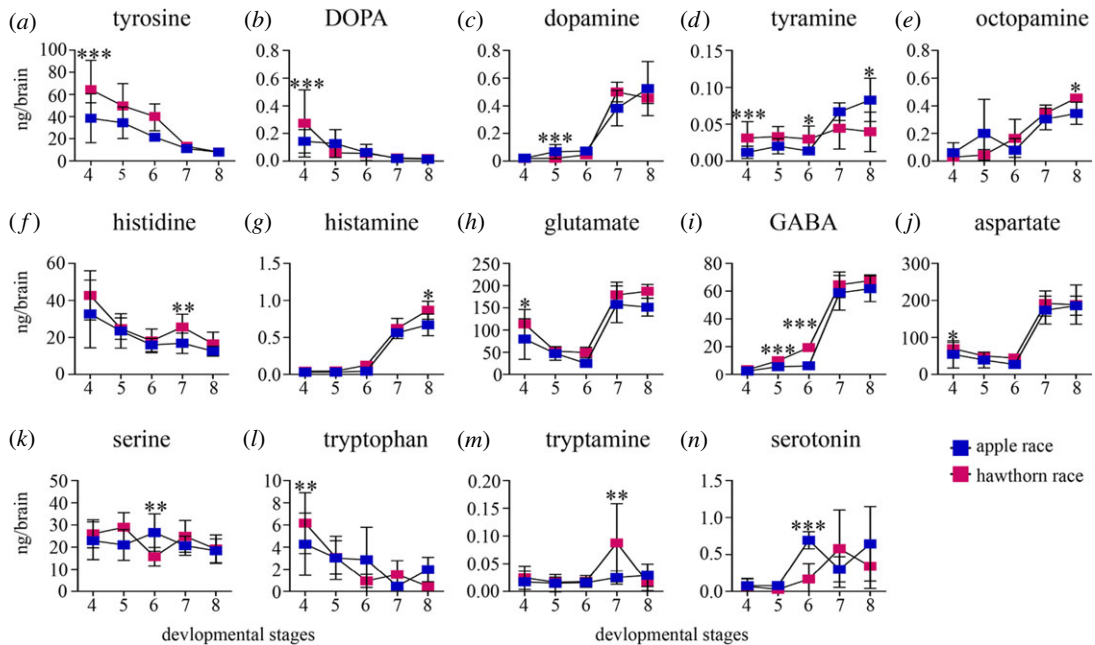 (a) tyrosine (b) DOPA (c) dopamine (d) tyramine (e) octopamine
ng/brain
100 80 60 40 20 0
***
4 5 6 7 8
0.8 0.6 0.4 0.2 0
***
4 5 6 7 8
0.8 0.6 0.4 0.2 0
***
4 5 6 7 8
0.15 0.10 0.05 0.00
*** * *
4 5 6 7 8
0.8 0.6 0.4 0.2 0
*
4 5 6 7 8
(f) histidine (g) histamine (h) glutamate (i) GABA (j) aspartate
ng/brain
60 40 20 0
**
4 5 6 7 8
1.5 1.0 0.5 0.0
*
4 5 6 7 8
250 200 150 100 50 0
*
4 5 6 7 8
80 60 40 20 0
*** ***
4 5 6 7 8
300 200 100 0
*
4 5 6 7 8
(k) serine (l) tryptophan (m) tryptamine (n) serotonin
ng/brain
50 40 30 20 10 0
**
4 5 6 7 8
10 8 6 4 2 0
**
4 5 6 7 8
0.20 0.15 0.10 0.05 0.00
**
4 5 6 7 8
1.5 1.0 0.5 0.0
***
4 5 6 7 8
apple race
hawthorn race
devlopmental stages devlopmental stages